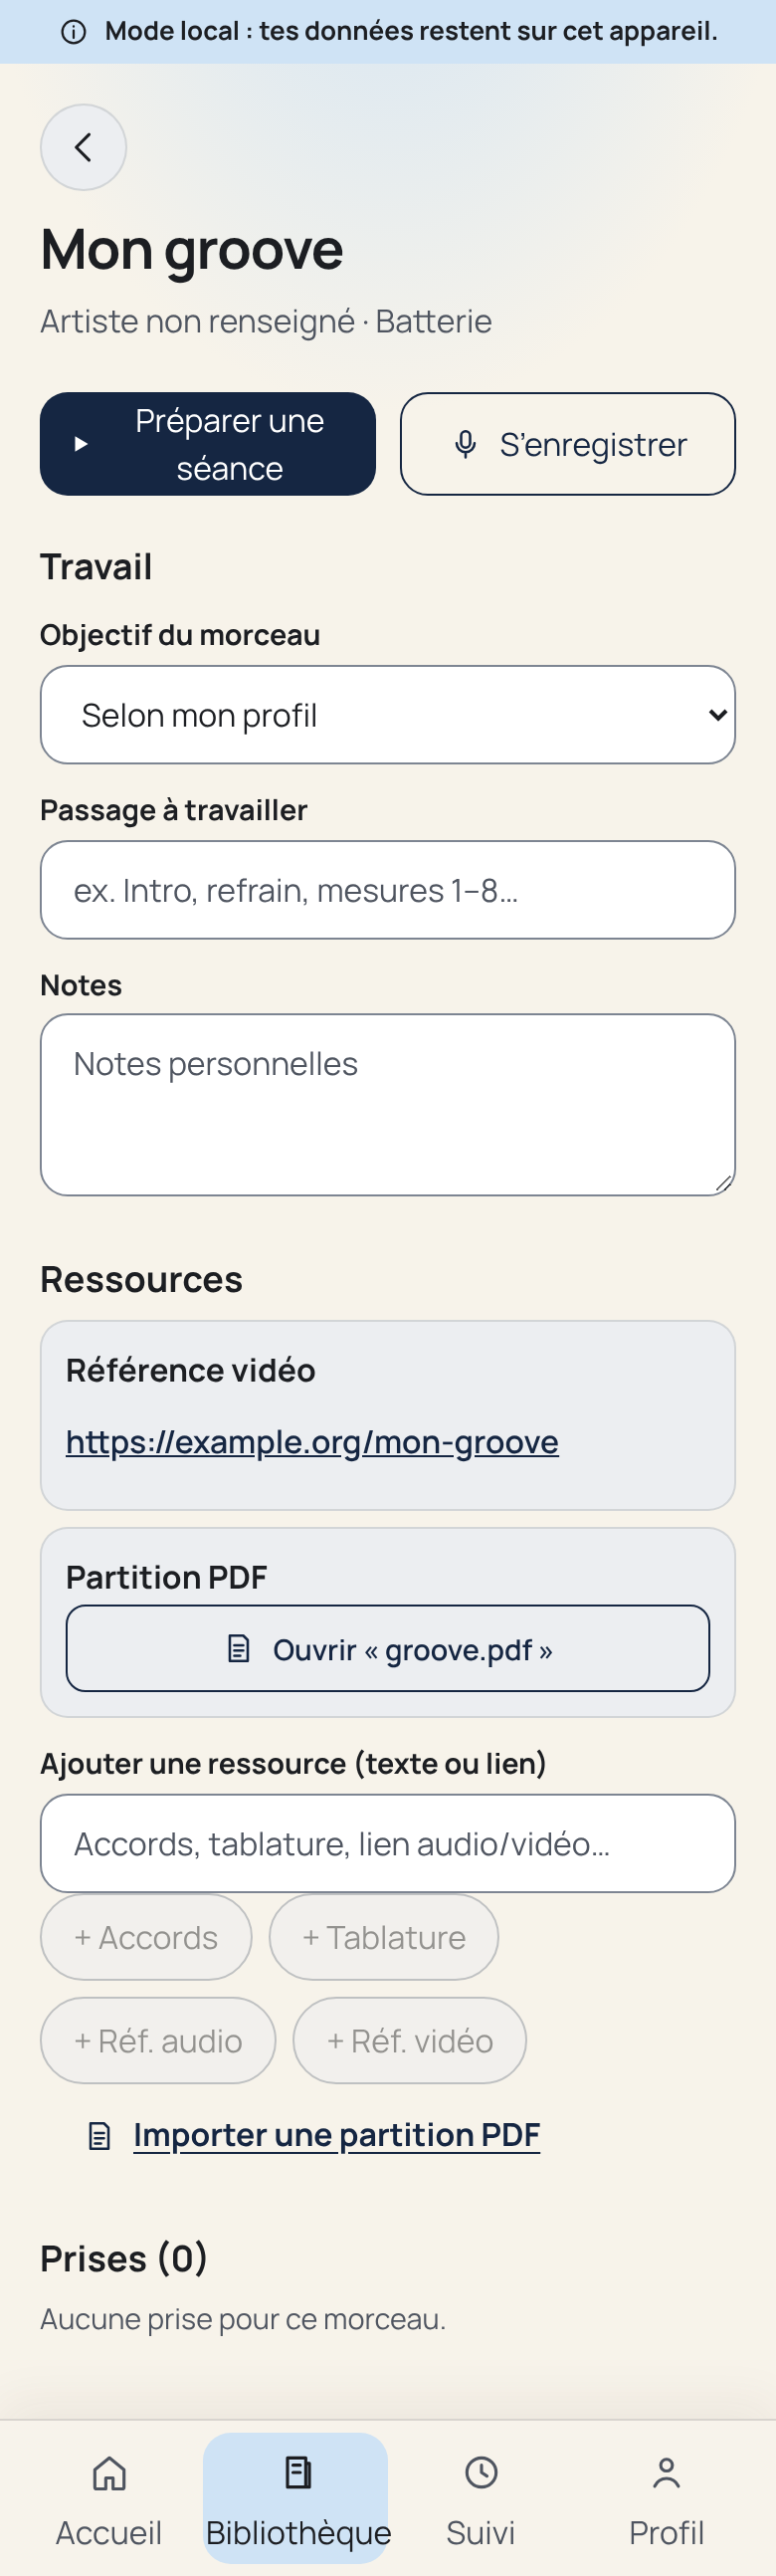 Mode local : tes données restent sur cet appareil.
Mon groove
Artiste non renseigné · Batterie
Préparer une
séance
S’enregistrer
Travail
Objectif du morceau
Selon mon profil
Passage à travailler
ex. Intro, refrain, mesures 1–8…
Notes
Notes personnelles
Ressources
Référence vidéo
https://example.org/mon-groove
Partition PDF
Ouvrir « groove.pdf »
Ajouter une ressource (texte ou lien)
Accords, tablature, lien audio/vidéo…
+ Accords
+ Tablature
+ Réf. audio
+ Réf. vidéo
Importer une partition PDF
Prises (0)
Aucune prise pour ce morceau.
Accueil
Bibliothèque
Suivi
Profil